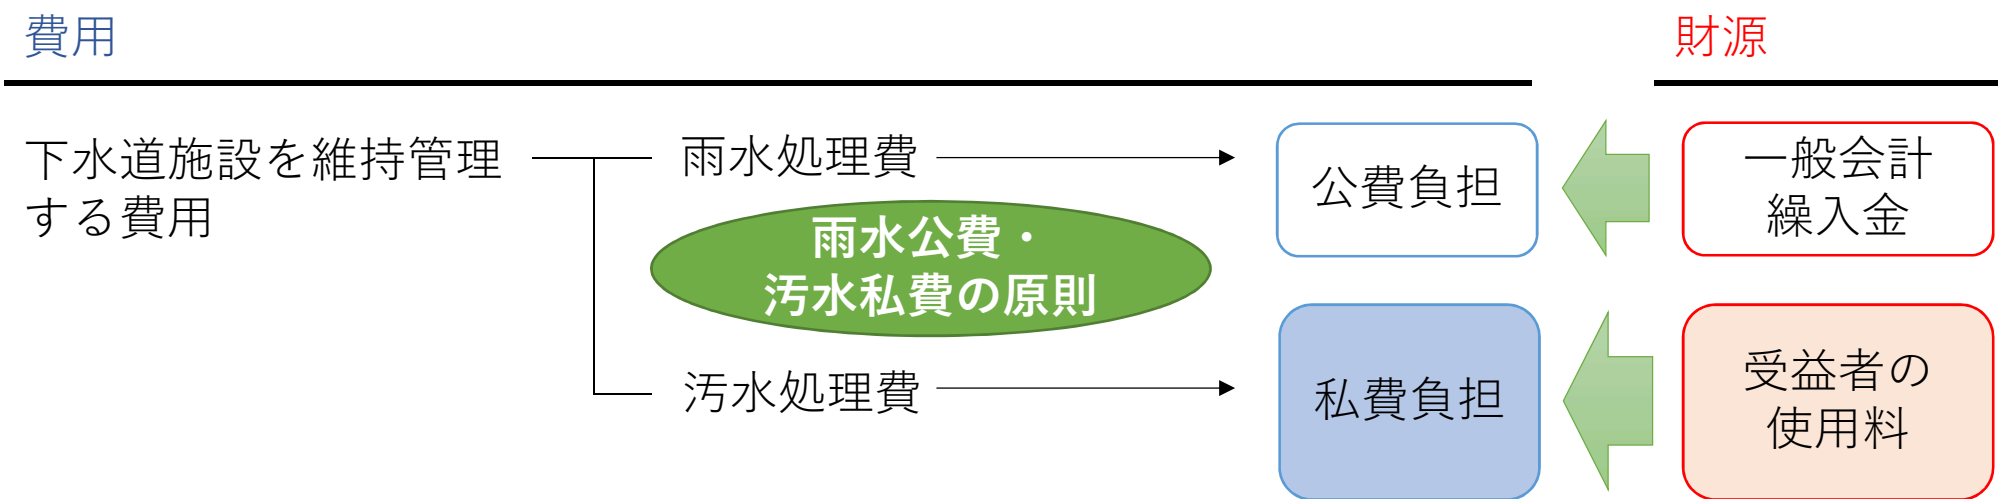 費用
財源
下水道施設を維持管理
する費用
雨水処理費
公費負担
一般会計
繰入金
雨水公費・
汚水私費の原則
汚水処理費
私費負担
受益者の
使用料